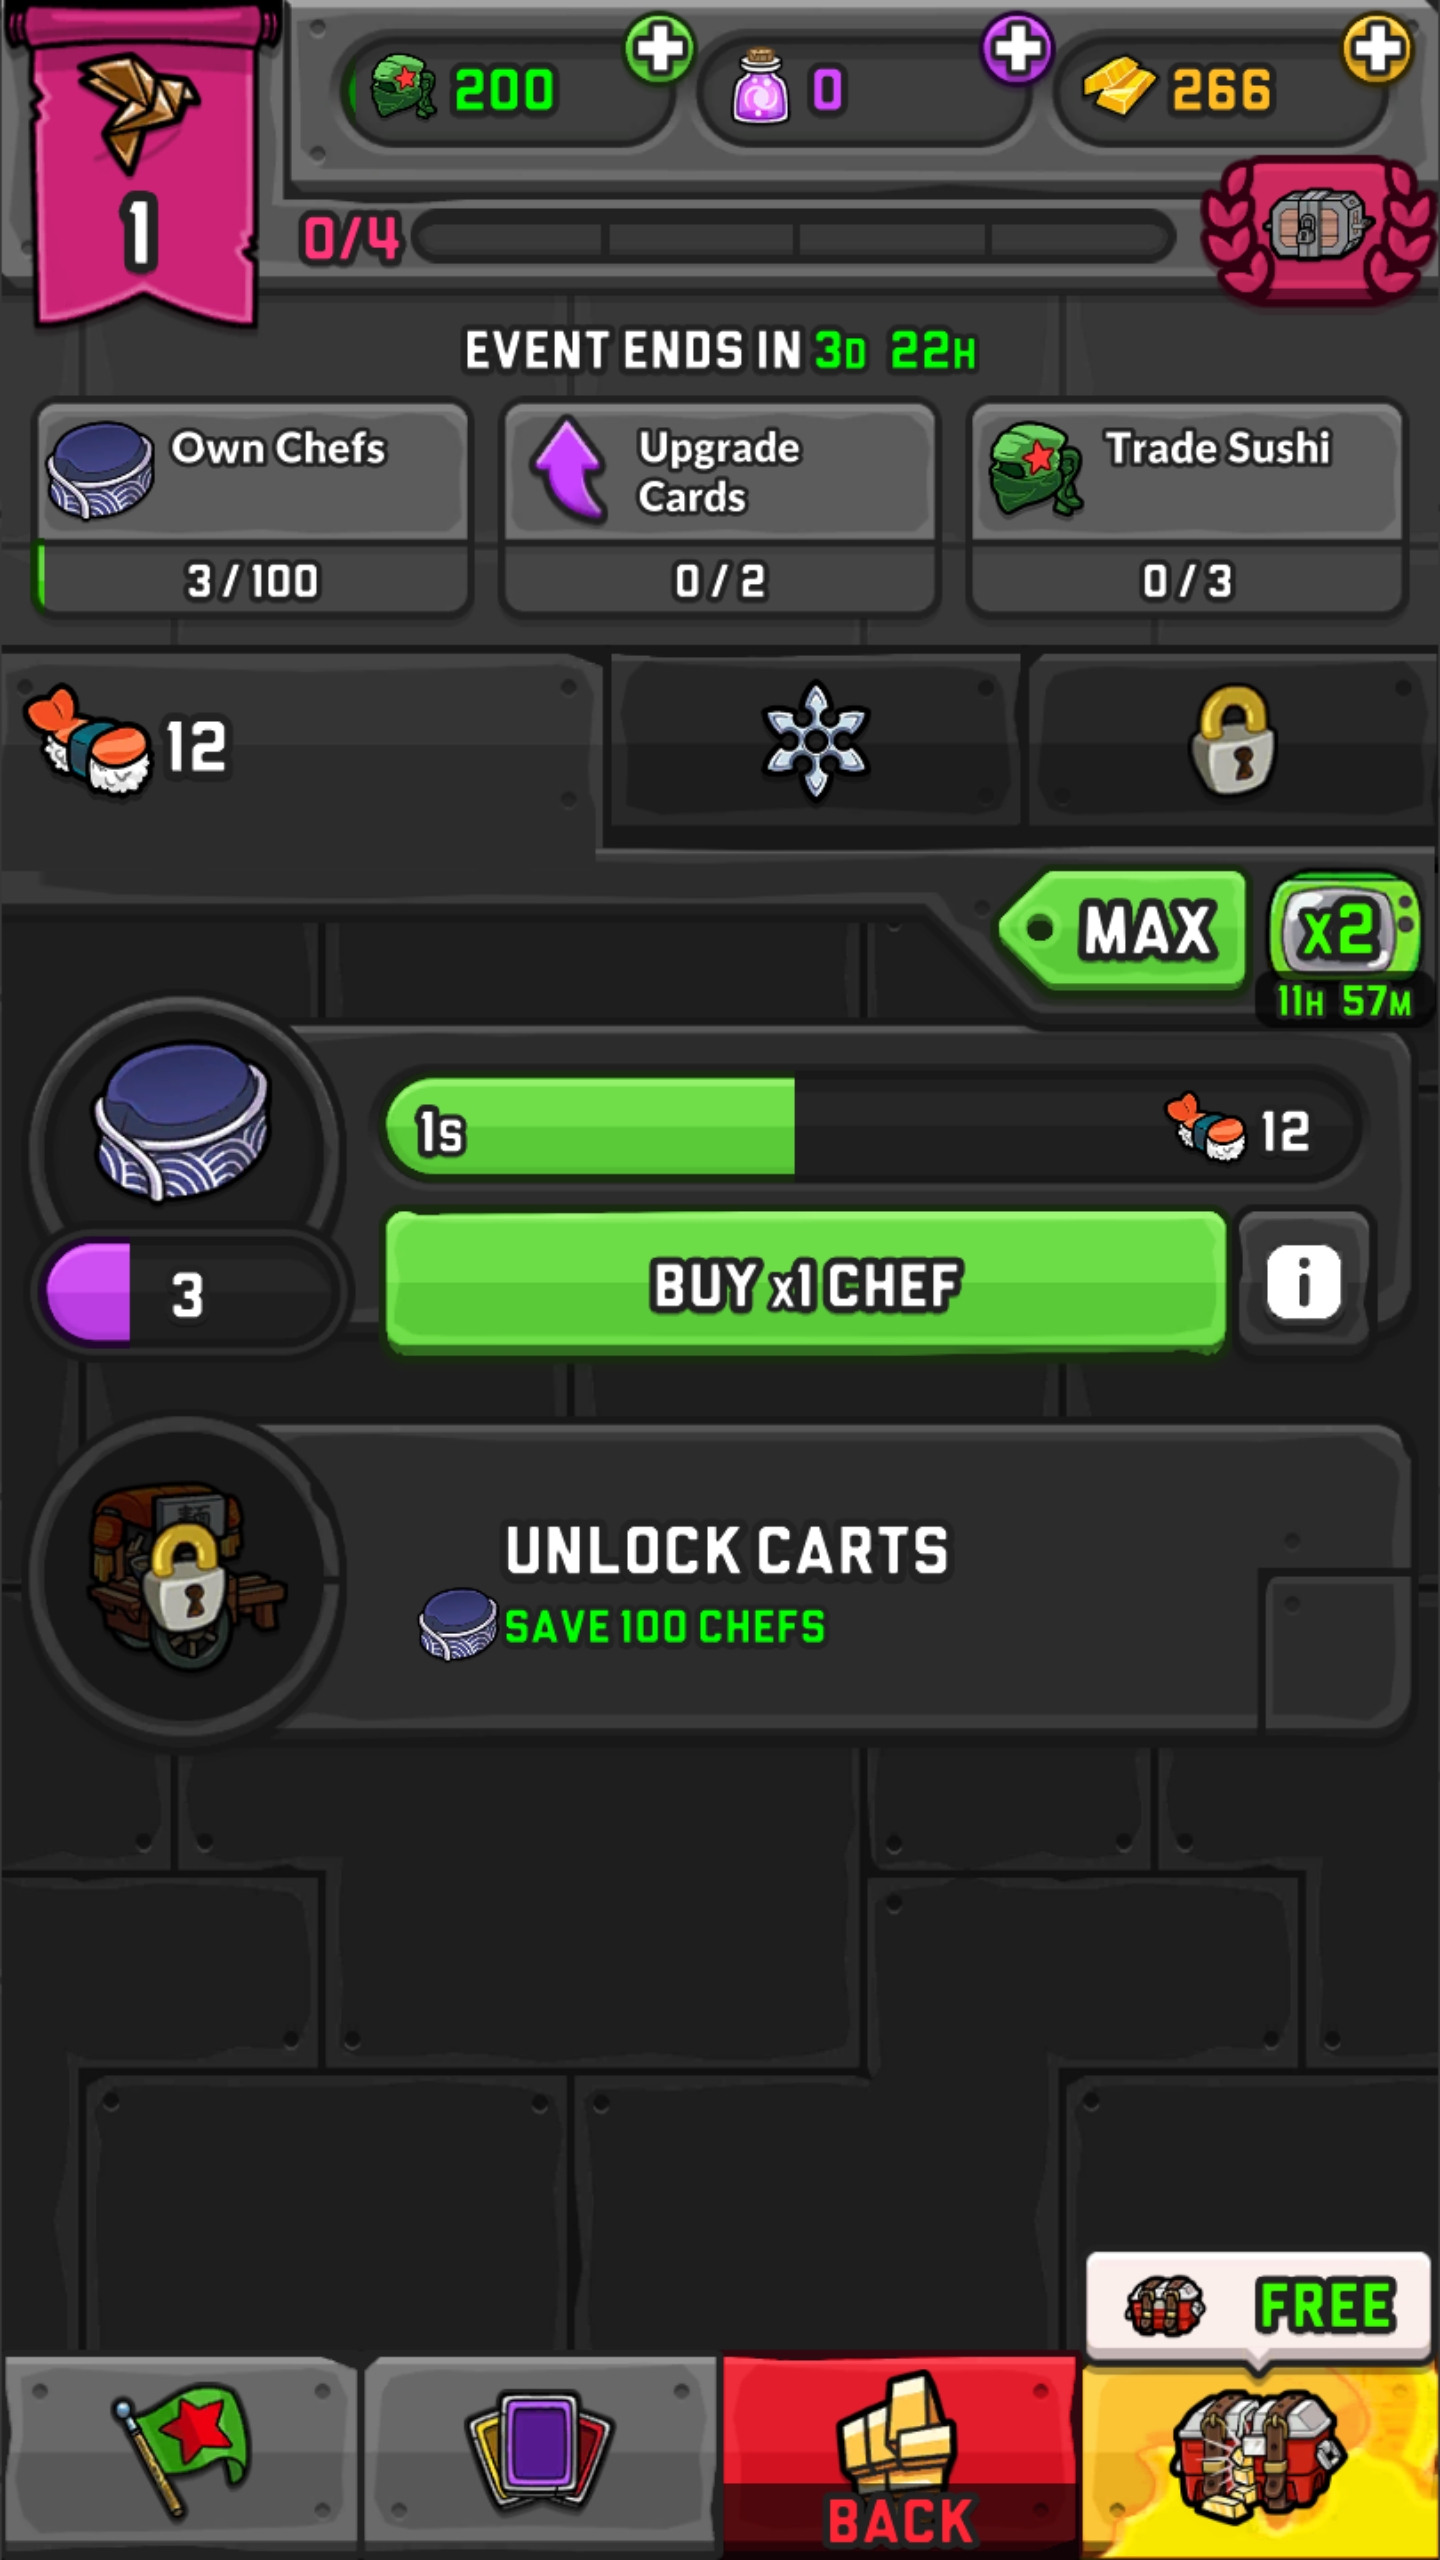 200
0
266
1
0/4
EVENT ENDS IN 3D 22H
Own Chefs
3 / 100
Upgrade
Cards
0 / 2
Trade Sushi
0 / 3
12
MAX
x2
11H 57M
1s
12
3
BUY x1 CHEF
i
UNLOCK CARTS
SAVE 100 CHEFS
FREE
BACK